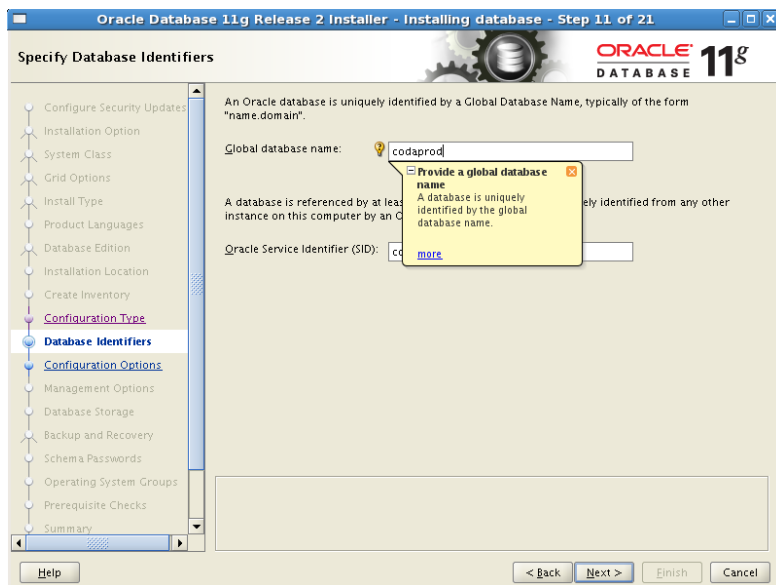 Oracle Database 11g Release 2 Installer - Installing database - Step 11 of 21
Specify Database Identifiers
ORACLE
DATABASE 11g
Configure Security Updates
Installation Option
System Class
Grid Options
Install Type
Product Languages
Database Edition
Installation Location
Create Inventory
Configuration Type
Database Identifiers
Configuration Options
Management Options
Database Storage
Backup and Recovery
Schema Passwords
Operating System Groups
Prerequisite Checks
Summary
An Oracle database is uniquely identified by a Global Database Name, typically of the form
"name.domain".
Global database name: codaprod
Provide a global database
name
A database is uniquely
identified by the global
database name.
more
A database is referenced by at leas ely identified from any other
instance on this computer by an O
Oracle Service Identifier (SID): co
Help
< Back
Next >
Finish
Cancel